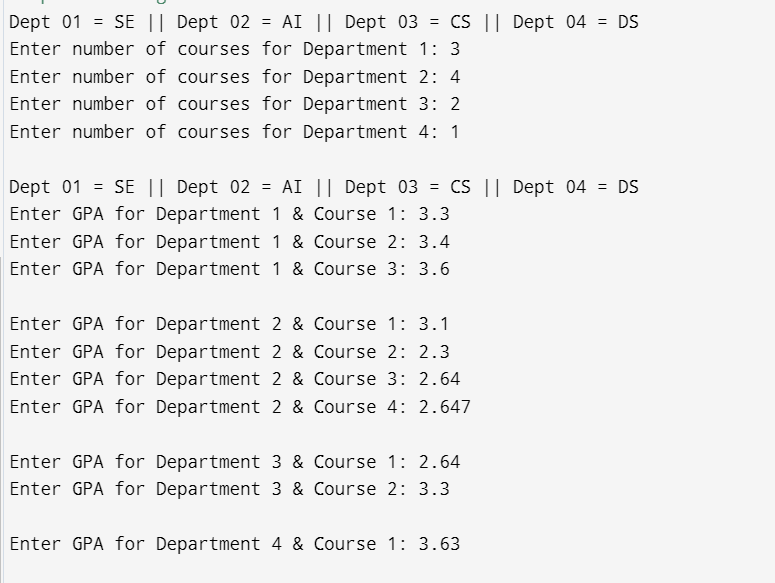 Dept 01 = SE || Dept 02 = AI || Dept 03 = CS || Dept 04 = DS
Enter number of courses for Department 1: 3
Enter number of courses for Department 2: 4
Enter number of courses for Department 3: 2
Enter number of courses for Department 4: 1
Dept 01 = SE || Dept 02 = AI || Dept 03 = CS || Dept 04 = DS
Enter GPA for Department 1 & Course 1: 3.3
Enter GPA for Department 1 & Course 2: 3.4
Enter GPA for Department 1 & Course 3: 3.6
Enter GPA for Department 2 & Course 1: 3.1
Enter GPA for Department 2 & Course 2: 2.3
Enter GPA for Department 2 & Course 3: 2.64
Enter GPA for Department 2 & Course 4: 2.647
Enter GPA for Department 3 & Course 1: 2.64
Enter GPA for Department 3 & Course 2: 3.3
Enter GPA for Department 4 & Course 1: 3.63